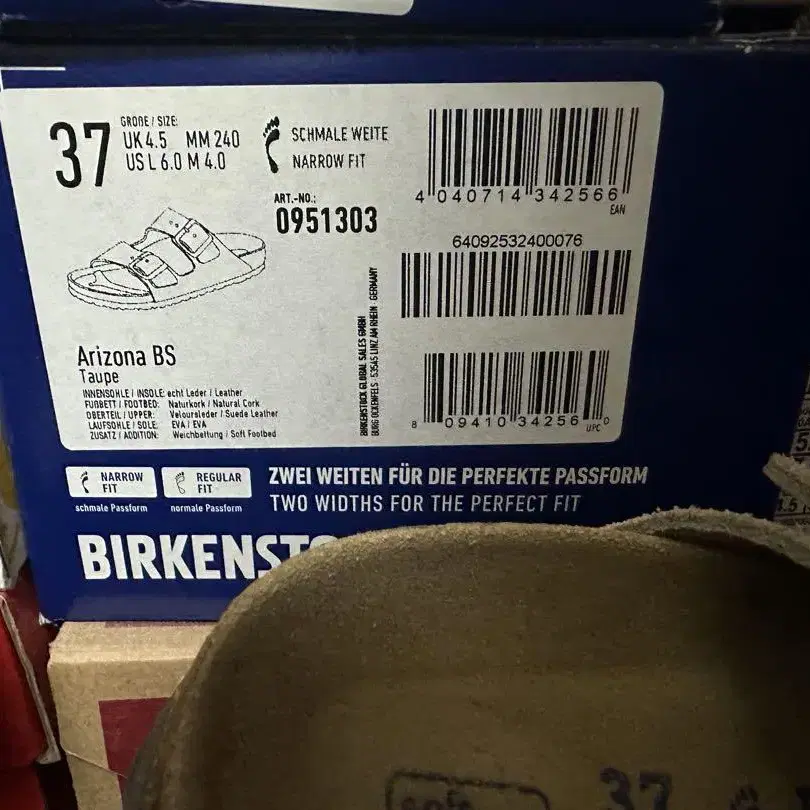 37
GRÖßE / SIZE:
UK 4.5 MM 240
US L 6.0 M 4.0
SCHMALE WEITE
NARROW FIT
ART.-NO.:
0951303
4 040714 342566
EAN
64092532400076
8 09410 34256 0
UPC
Arizona BS
Taupe
INNENSOHLE / INSOLE: echt Leder / Leather
FUßBETT / FOOTBED: Naturkork / Natural Cork
OBERTEIL / UPPER: Veloursleder / Suede Leather
LAUFSOHLE / SOLE: EVA / EVA
ZUSATZ / ADDITION: Weichbettung / Soft Footbed
BIRKENSTOCK GLOBAL SALES GMBH
BURG OCKENFELS · 53545 LINZ AM RHEIN · GERMANY
NARROW FIT
schmale Passform
REGULAR FIT
normale Passform
ZWEI WEITEN FÜR DIE PERFEKTE PASSFORM
TWO WIDTHS FOR THE PERFECT FIT
BIRKENSTO
37